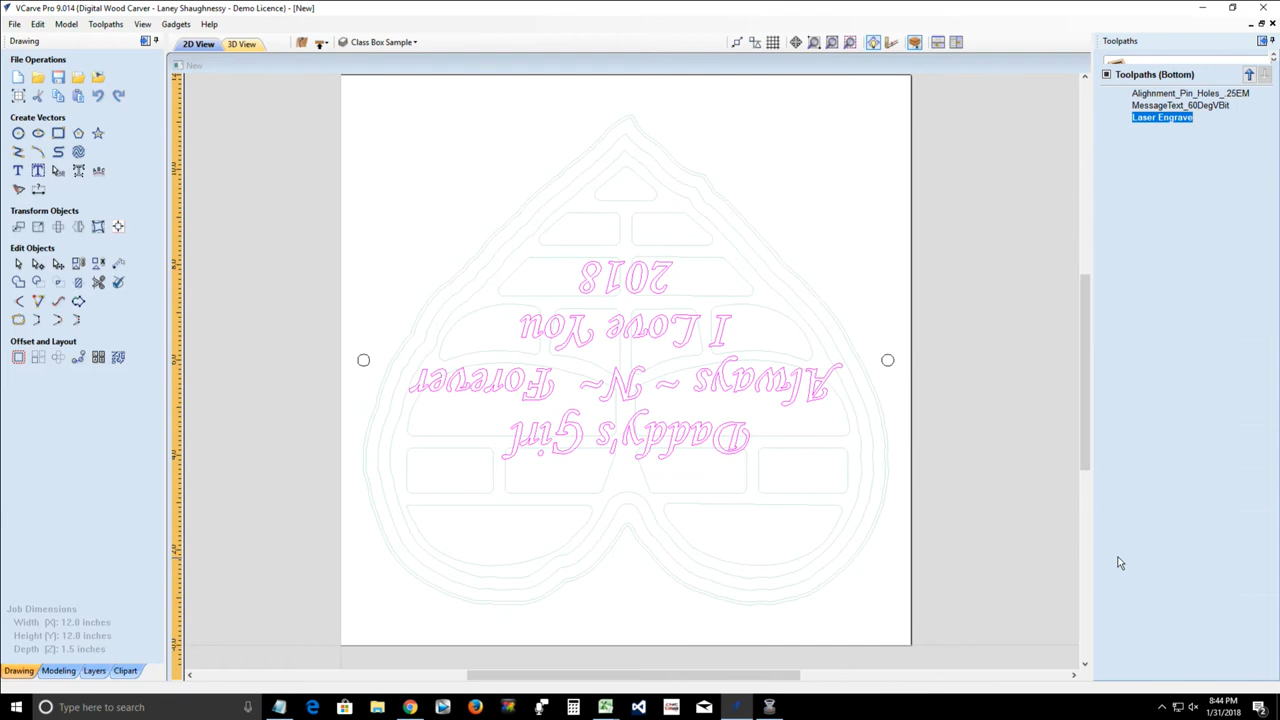 VCarve Pro 9.014 {Digital Wood Carver - Laney Shaughnessy - Demo Licence} - [New]
File Edit Model Toolpaths View Gadgets Help
Drawing
2D View
3D View
Class Box Sample
Toolpaths
File Operations
New
Toolpaths (Bottom)
Alighnment_Pin_Holes_.25EM
MessageText_60DegVBit
Laser Engrave
Create Vectors
Transform Objects
Edit Objects
Offset and Layout
2018
I Love You
Always ~ N ~ Forever
Daddy's Girl
Job Dimensions
Width (X): 12.0 inches
Height (Y): 12.0 inches
Depth (Z): 1.5 inches
Drawing Modeling Layers Clipart
Type here to search
8:44 PM
1/31/2018